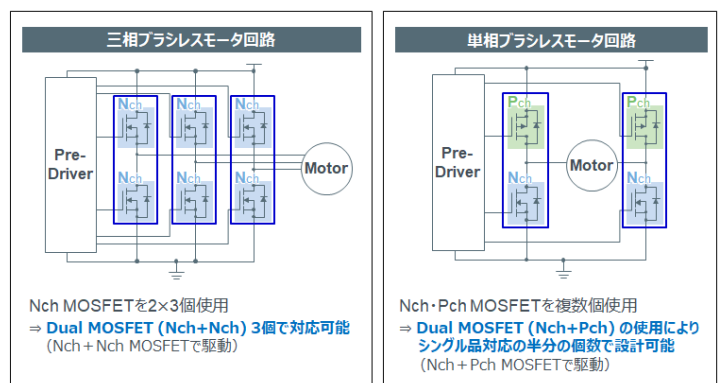 三相ブラシレスモータ回路
Nch Nch Nch
Pre-
Driver
Motor
Nch Nch Nch
Nch MOSFETを2×3個使用
⇒ Dual MOSFET (Nch+Nch) 3個で対応可能
(Nch+Nch MOSFETで駆動)
単相ブラシレスモータ回路
Pch Pch
Pre-
Driver
Motor
Nch Nch
Nch・Pch MOSFETを複数個使用
⇒ Dual MOSFET (Nch+Pch) の使用により
シングル品対応の半分の個数で設計可能
(Nch+Pch MOSFETで駆動)